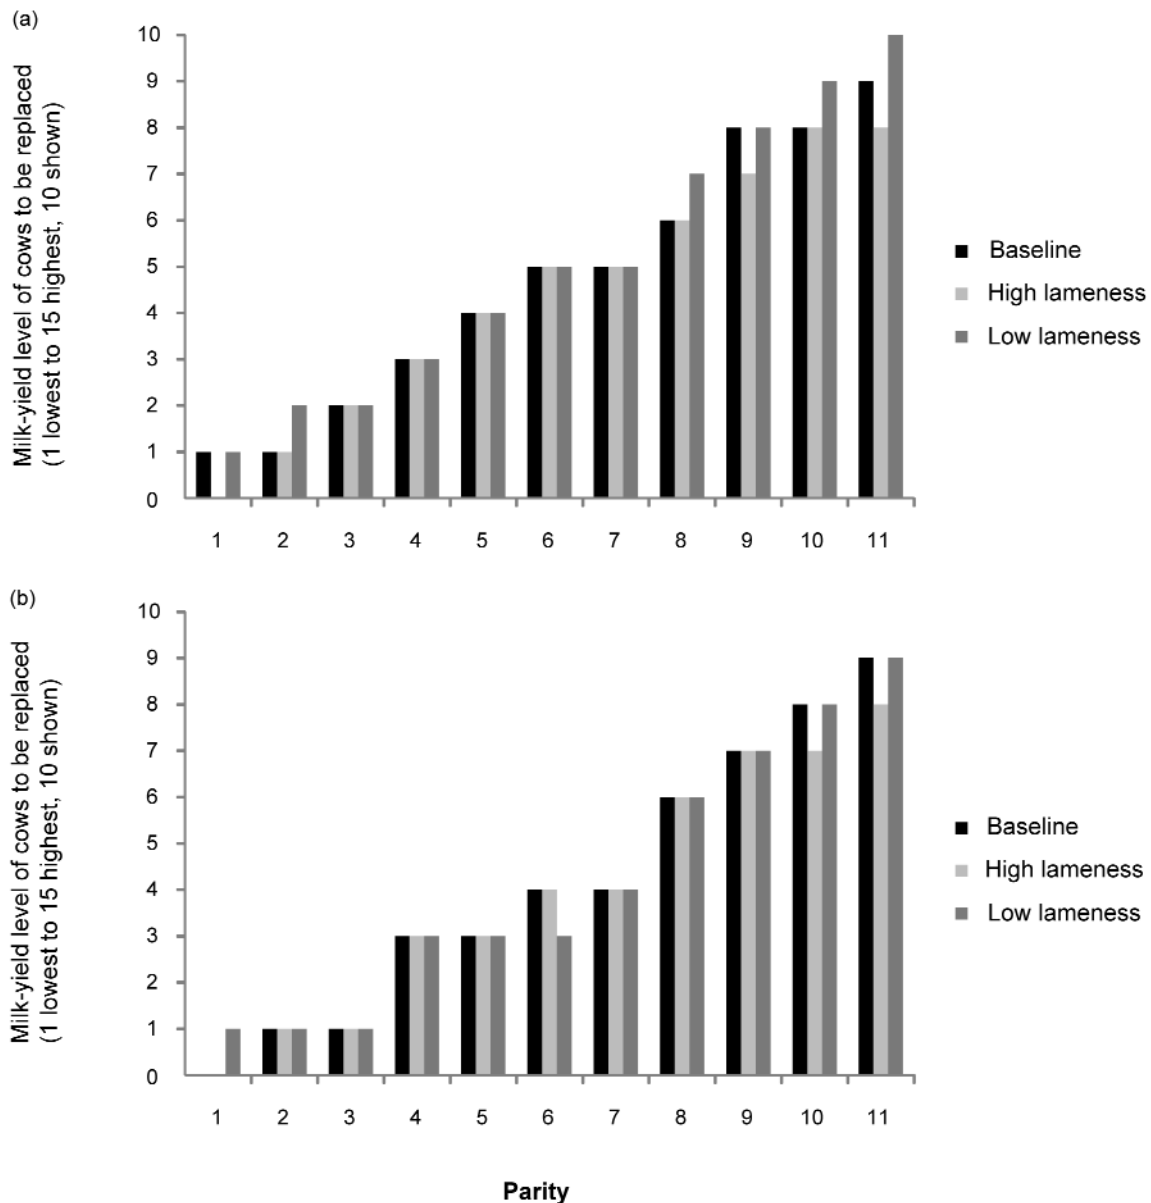 (a)
Milk-yield level of cows to be replaced
(1 lowest to 15 highest, 10 shown)
10
9
8
7
6
5
4
3
2
1
0
1 2 3 4 5 6 7 8 9 10 11
Baseline
High lameness
Low lameness
(b)
Milk-yield level of cows to be replaced
(1 lowest to 15 highest, 10 shown)
10
9
8
7
6
5
4
3
2
1
0
1 2 3 4 5 6 7 8 9 10 11
Baseline
High lameness
Low lameness
Parity